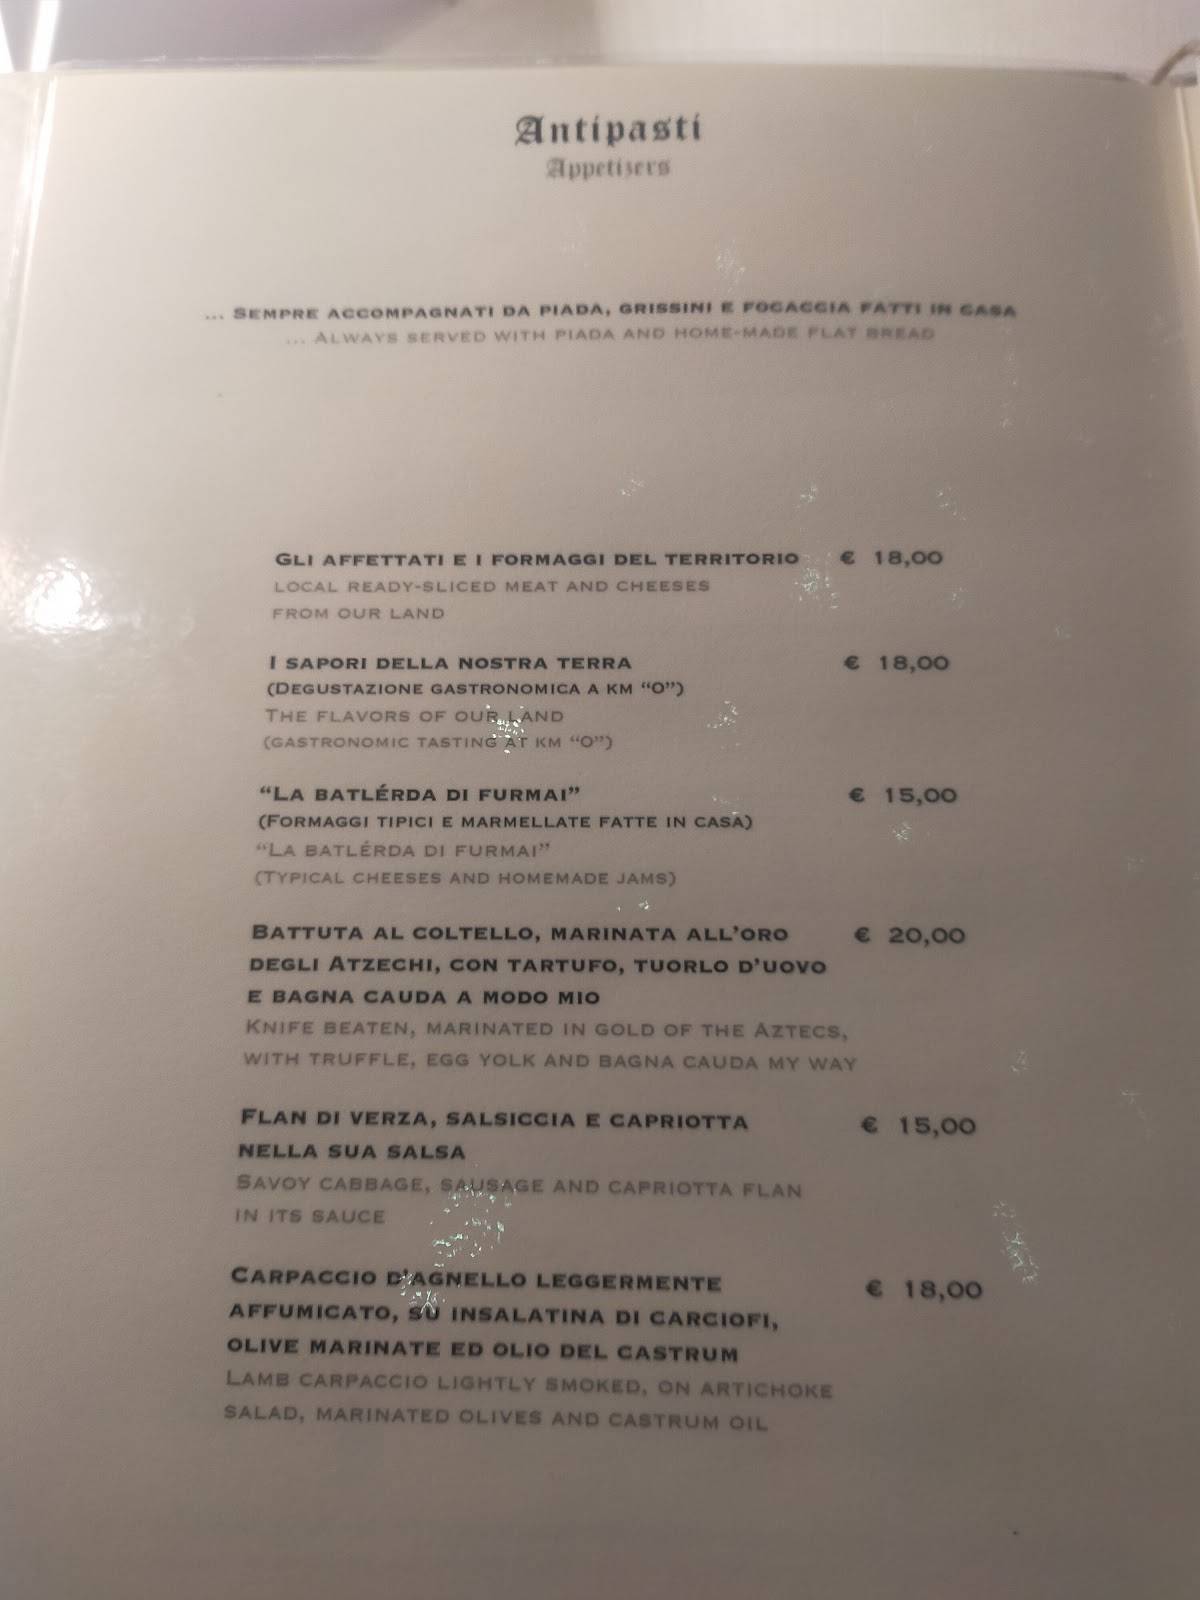 Antipasti
Appetizers
... SEMPRE ACCOMPAGNATI DA PIADA, GRISSINI E FOCACCIA FATTI IN CASA
... ALWAYS SERVED WITH PIADA AND HOME-MADE FLAT BREAD
GLI AFFETTATI E I FORMAGGI DEL TERRITORIO € 18,00
LOCAL READY-SLICED MEAT AND CHEESES
FROM OUR LAND
I SAPORI DELLA NOSTRA TERRA € 18,00
(DEGUSTAZIONE GASTRONOMICA A KM "O")
THE FLAVORS OF OUR LAND
(GASTRONOMIC TASTING AT KM "O")
"LA BATLÉRDA DI FURMAI" € 15,00
(FORMAGGI TIPICI E MARMELLATE FATTE IN CASA)
"LA BATLÉRDA DI FURMAI"
(TYPICAL CHEESES AND HOMEMADE JAMS)
BATTUTA AL COLTELLO, MARINATA ALL'ORO € 20,00
DEGLI ATZECHI, CON TARTUFO, TUORLO D'UOVO
E BAGNA CAUDA A MODO MIO
KNIFE BEATEN, MARINATED IN GOLD OF THE AZTECS,
WITH TRUFFLE, EGG YOLK AND BAGNA CAUDA MY WAY
FLAN DI VERZA, SALSICCIA E CAPRIOTTA € 15,00
NELLA SUA SALSA
SAVOY CABBAGE, SAUSAGE AND CAPRIOTTA FLAN
IN ITS SAUCE
CARPACCIO D'AGNELLO LEGGERMENTE € 18,00
AFFUMICATO, SU INSALATINA DI CARCIOFI,
OLIVE MARINATE ED OLIO DEL CASTRUM
LAMB CARPACCIO LIGHTLY SMOKED, ON ARTICHOKE
SALAD, MARINATED OLIVES AND CASTRUM OIL